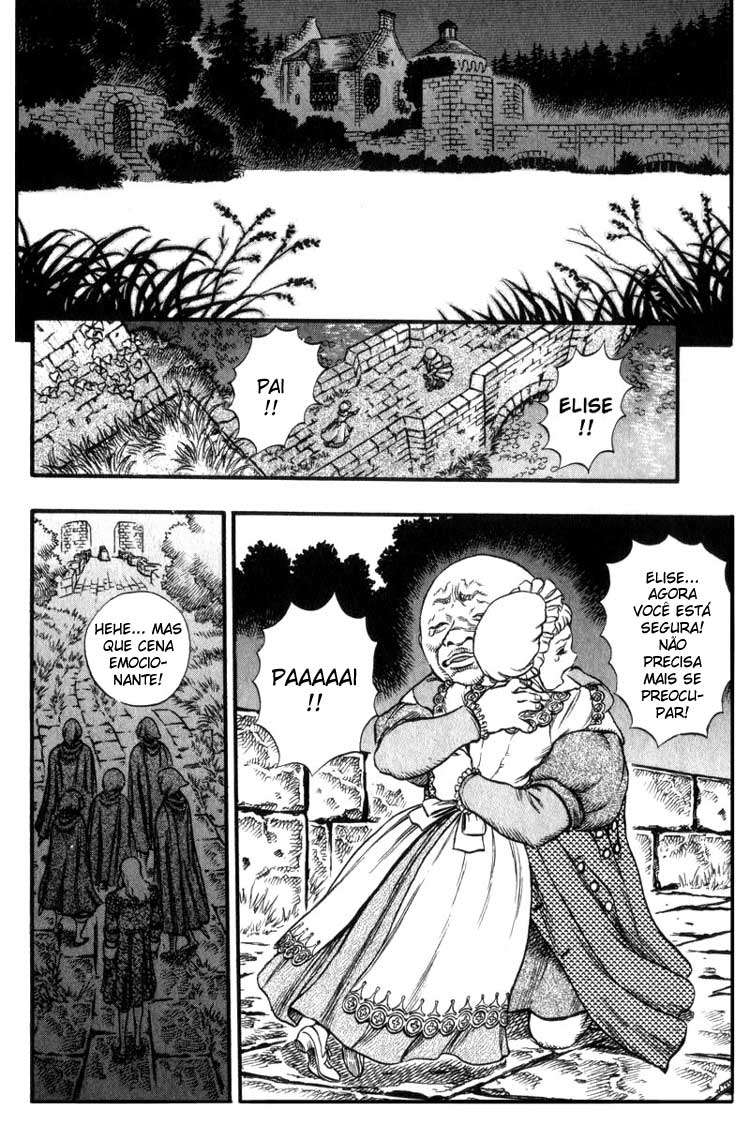 ELISE
!!
PAI
!!
ELISE...
AGORA
VOCÊ ESTÁ
SEGURA!
NÃO
PRECISA
MAIS SE
PREOCU-
PAR!
PAAAAAI
!!
HEHE... MAS
QUE CENA
EMOCIO-
NANTE!